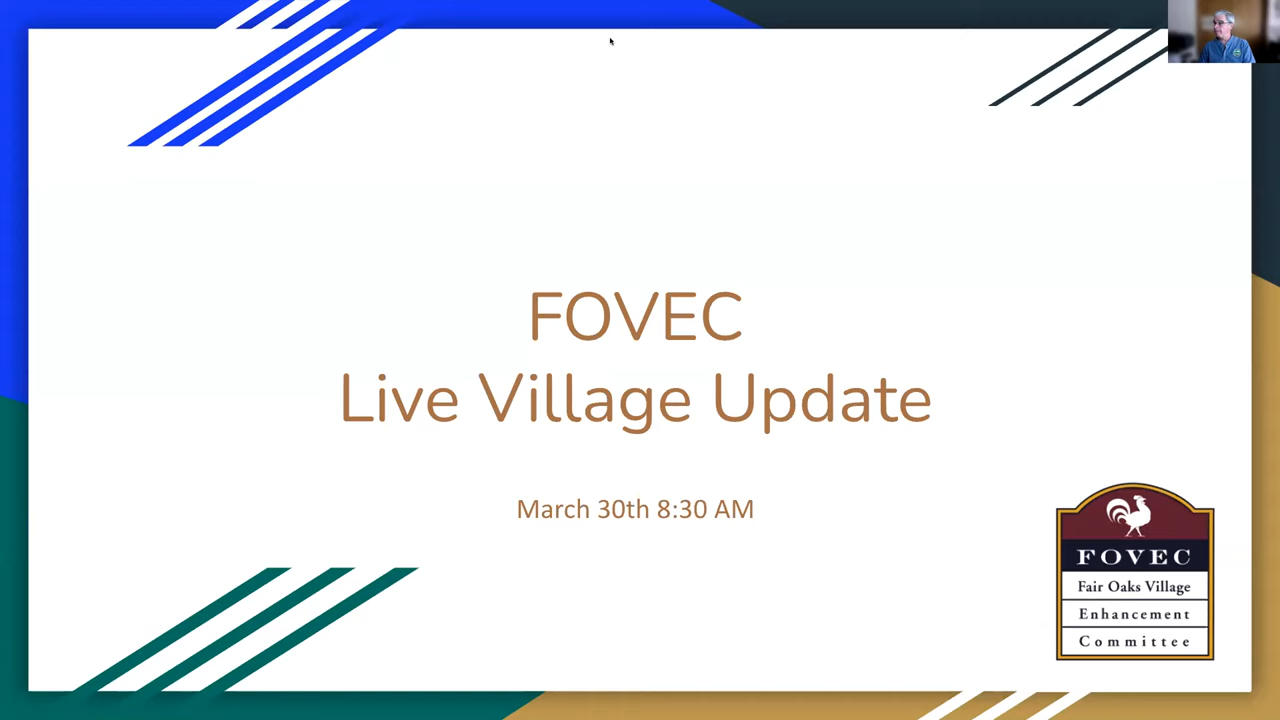 FOVEC
Live Village Update
March 30th 8:30 AM
FOVEC
Fair Oaks Village
Enhancement
Committee